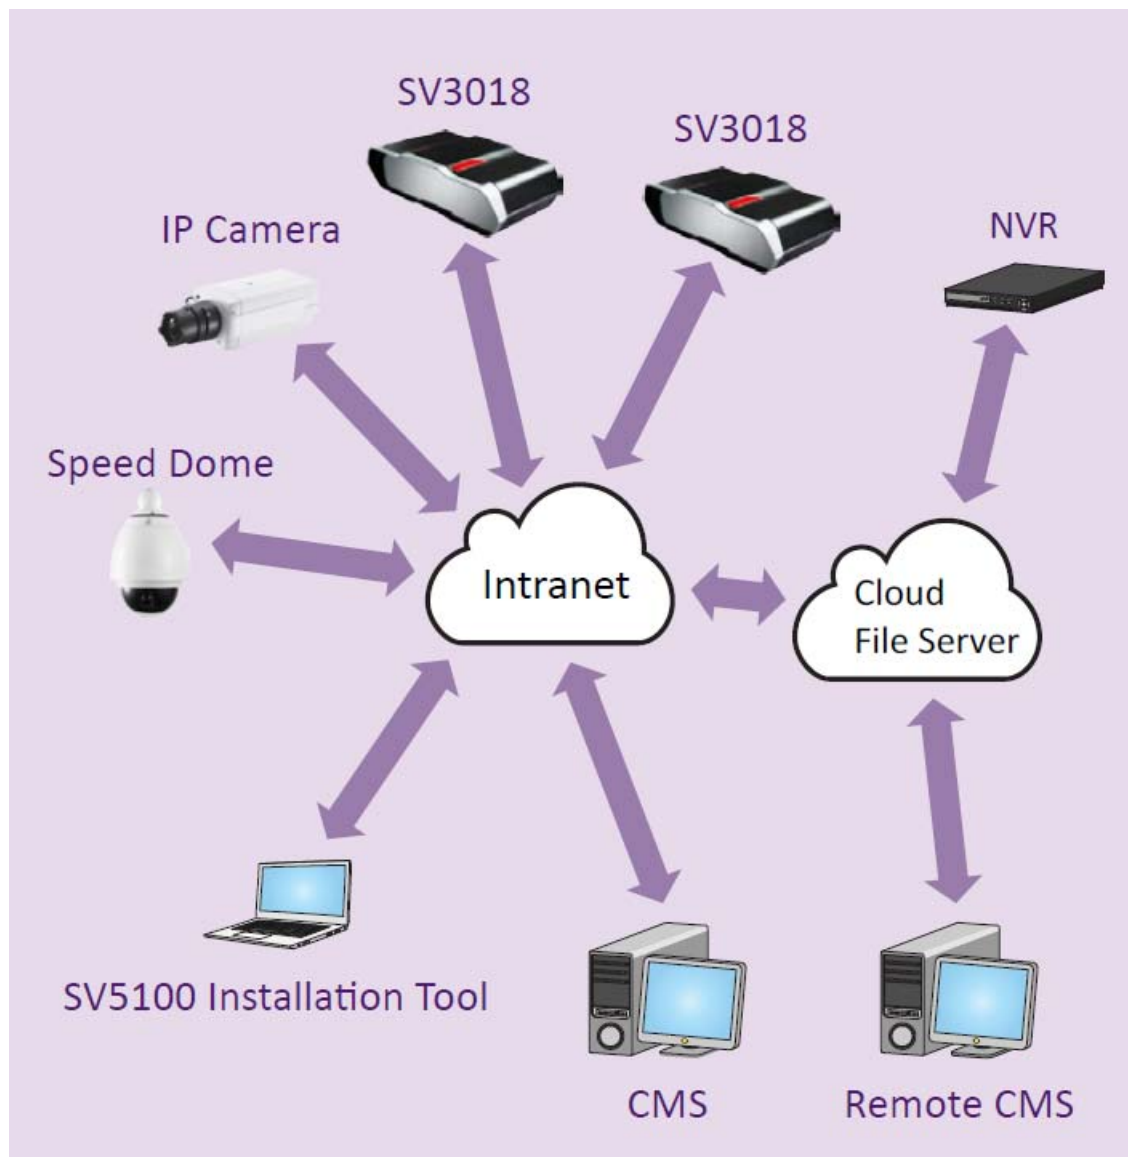 SV3018
SV3018
IP Camera
NVR
Speed Dome
Intranet
Cloud
File Server
SV5100 Installation Tool
CMS
Remote CMS